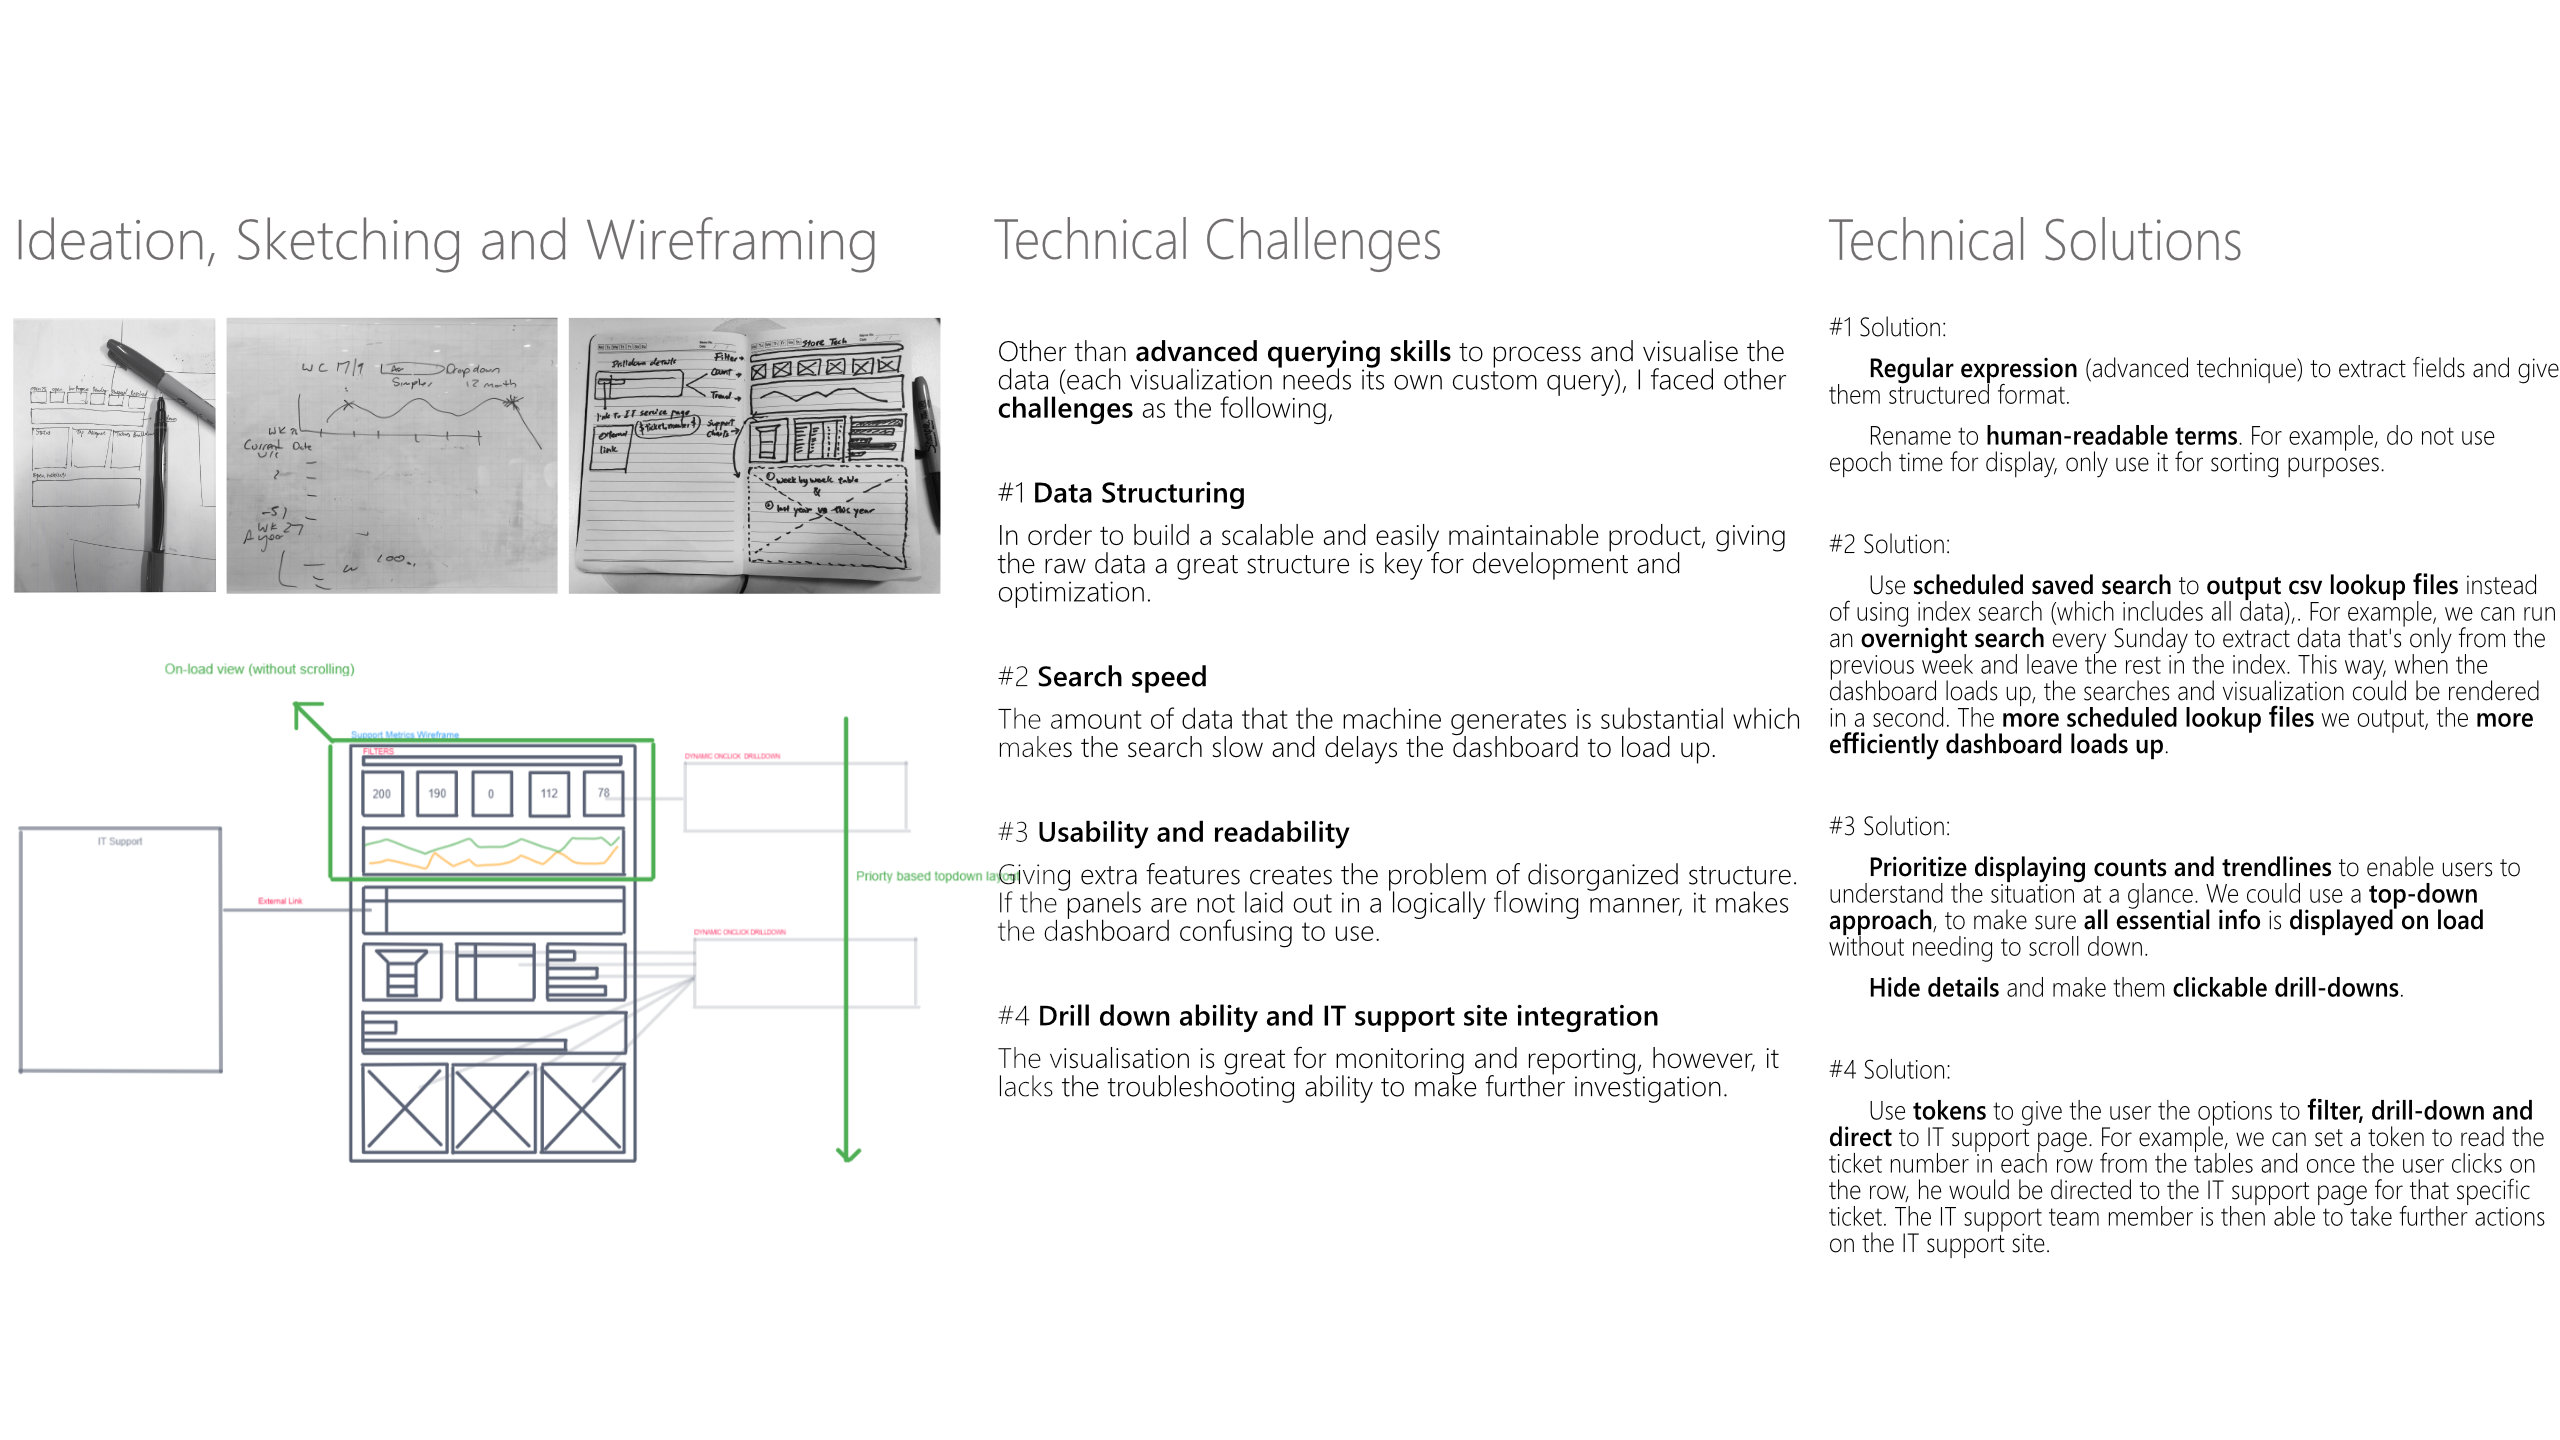 Ideation, Sketching and Wireframing
WC 17/9
Dropdown
Simpler
12 month
WK 2
Current
Date
2
-51
WK 27
A year
100
Drilldown details
Filter
Count
Trend
link to IT service page
External
link
Support
Charts
Store Tech
① week by week table
&
② last year vs this year
On-load view (without scrolling)
Support Metrics Wireframe
FILTERS
200
190
0
112
78
DYNAMIC ONCLICK DRILLDOWN
IT Support
External Link
Priorty based topdown layout
DYNAMIC ONCLICK DRILLDOWN
Technical Challenges
Other than advanced querying skills to process and visualise the
data (each visualization needs its own custom query), I faced other
challenges as the following,
#1 Data Structuring
In order to build a scalable and easily maintainable product, giving
the raw data a great structure is key for development and
optimization.
#2 Search speed
The amount of data that the machine generates is substantial which
makes the search slow and delays the dashboard to load up.
#3 Usability and readability
Giving extra features creates the problem of disorganized structure.
If the panels are not laid out in a logically flowing manner, it makes
the dashboard confusing to use.
#4 Drill down ability and IT support site integration
The visualisation is great for monitoring and reporting, however, it
lacks the troubleshooting ability to make further investigation.
Technical Solutions
#1 Solution:
Regular expression (advanced technique) to extract fields and give
them structured format.
Rename to human-readable terms. For example, do not use
epoch time for display, only use it for sorting purposes.
#2 Solution:
Use scheduled saved search to output csv lookup files instead
of using index search (which includes all data),. For example, we can run
an overnight search every Sunday to extract data that's only from the
previous week and leave the rest in the index. This way, when the
dashboard loads up, the searches and visualization could be rendered
in a second. The more scheduled lookup files we output, the more
efficiently dashboard loads up.
#3 Solution:
Prioritize displaying counts and trendlines to enable users to
understand the situation at a glance. We could use a top-down
approach, to make sure all essential info is displayed on load
without needing to scroll down.
Hide details and make them clickable drill-downs.
#4 Solution:
Use tokens to give the user the options to filter, drill-down and
direct to IT support page. For example, we can set a token to read the
ticket number in each row from the tables and once the user clicks on
the row, he would be directed to the IT support page for that specific
ticket. The IT support team member is then able to take further actions
on the IT support site.